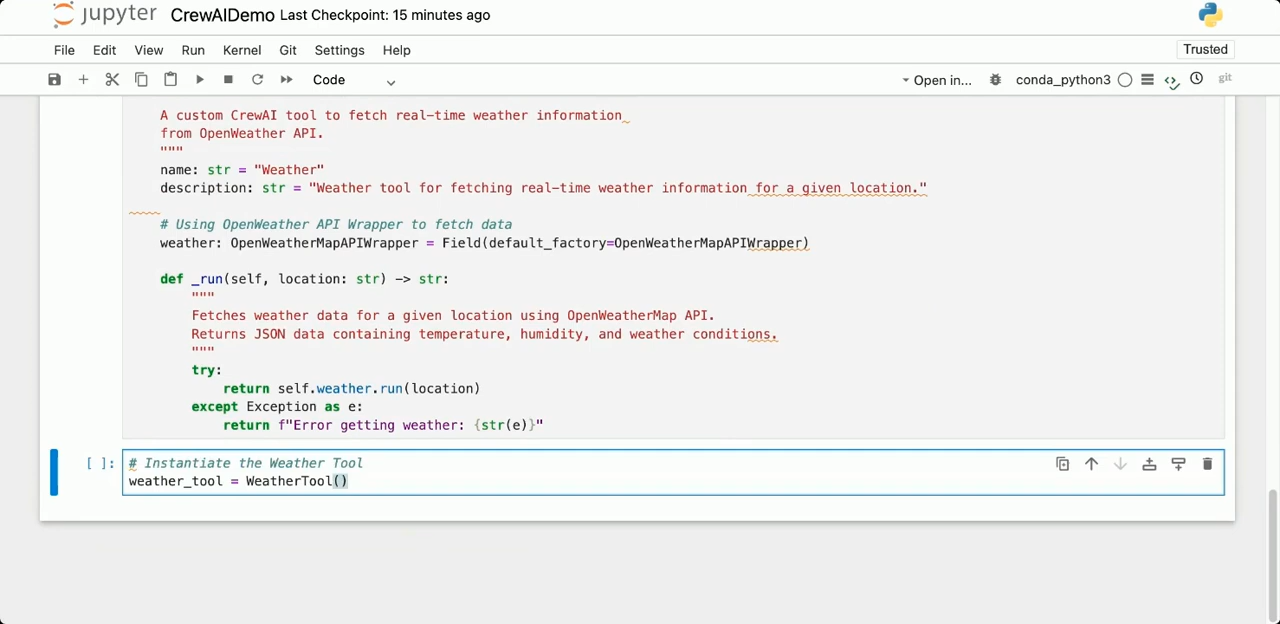 jupyter CrewAIDemo Last Checkpoint: 15 minutes ago
File Edit View Run Kernel Git Settings Help Trusted
Code Open in... conda_python3 git
A custom CrewAI tool to fetch real-time weather information
from OpenWeather API.
"""
name: str = "Weather"
description: str = "Weather tool for fetching real-time weather information for a given location."
# Using OpenWeather API Wrapper to fetch data
weather: OpenWeatherMapAPIWrapper = Field(default_factory=OpenWeatherMapAPIWrapper)
def _run(self, location: str) -> str:
"""
Fetches weather data for a given location using OpenWeatherMap API.
Returns JSON data containing temperature, humidity, and weather conditions.
"""
try:
return self.weather.run(location)
except Exception as e:
return f"Error getting weather: {str(e)}"
[ ]: # Instantiate the Weather Tool
weather_tool = WeatherTool()